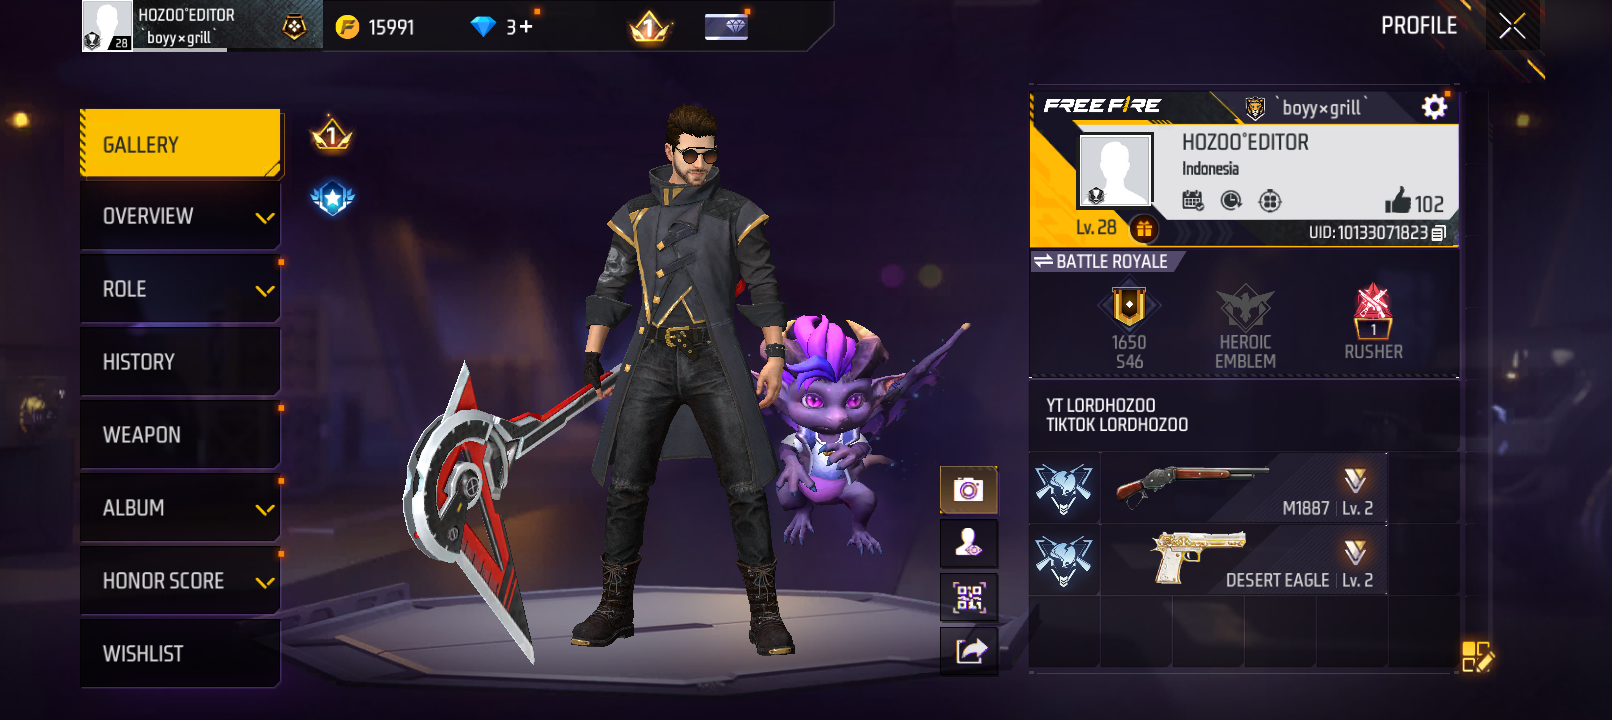 HOZOO°EDITOR
`boyy×grill`
28
15991
3+
1
PROFILE
GALLERY
OVERVIEW
ROLE
HISTORY
WEAPON
ALBUM
HONOR SCORE
WISHLIST
1
FREE FIRE
`boyy×grill`
HOZOO°EDITOR
Indonesia
102
Lv. 28
UID: 10133071823
BATTLE ROYALE
1650
S46
HEROIC
EMBLEM
1
RUSHER
YT LORDHOZOO
TIKTOK LORDHOZOO
M1887 Lv. 2
DESERT EAGLE Lv. 2